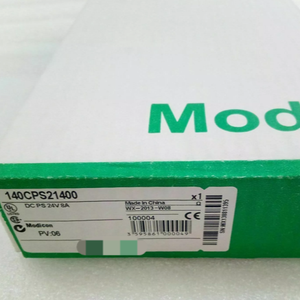 Mod
140CPS21400
DC PS 24V 8A
x1
Made in China
WX-2013-W08
100004
Modicon
PV:06